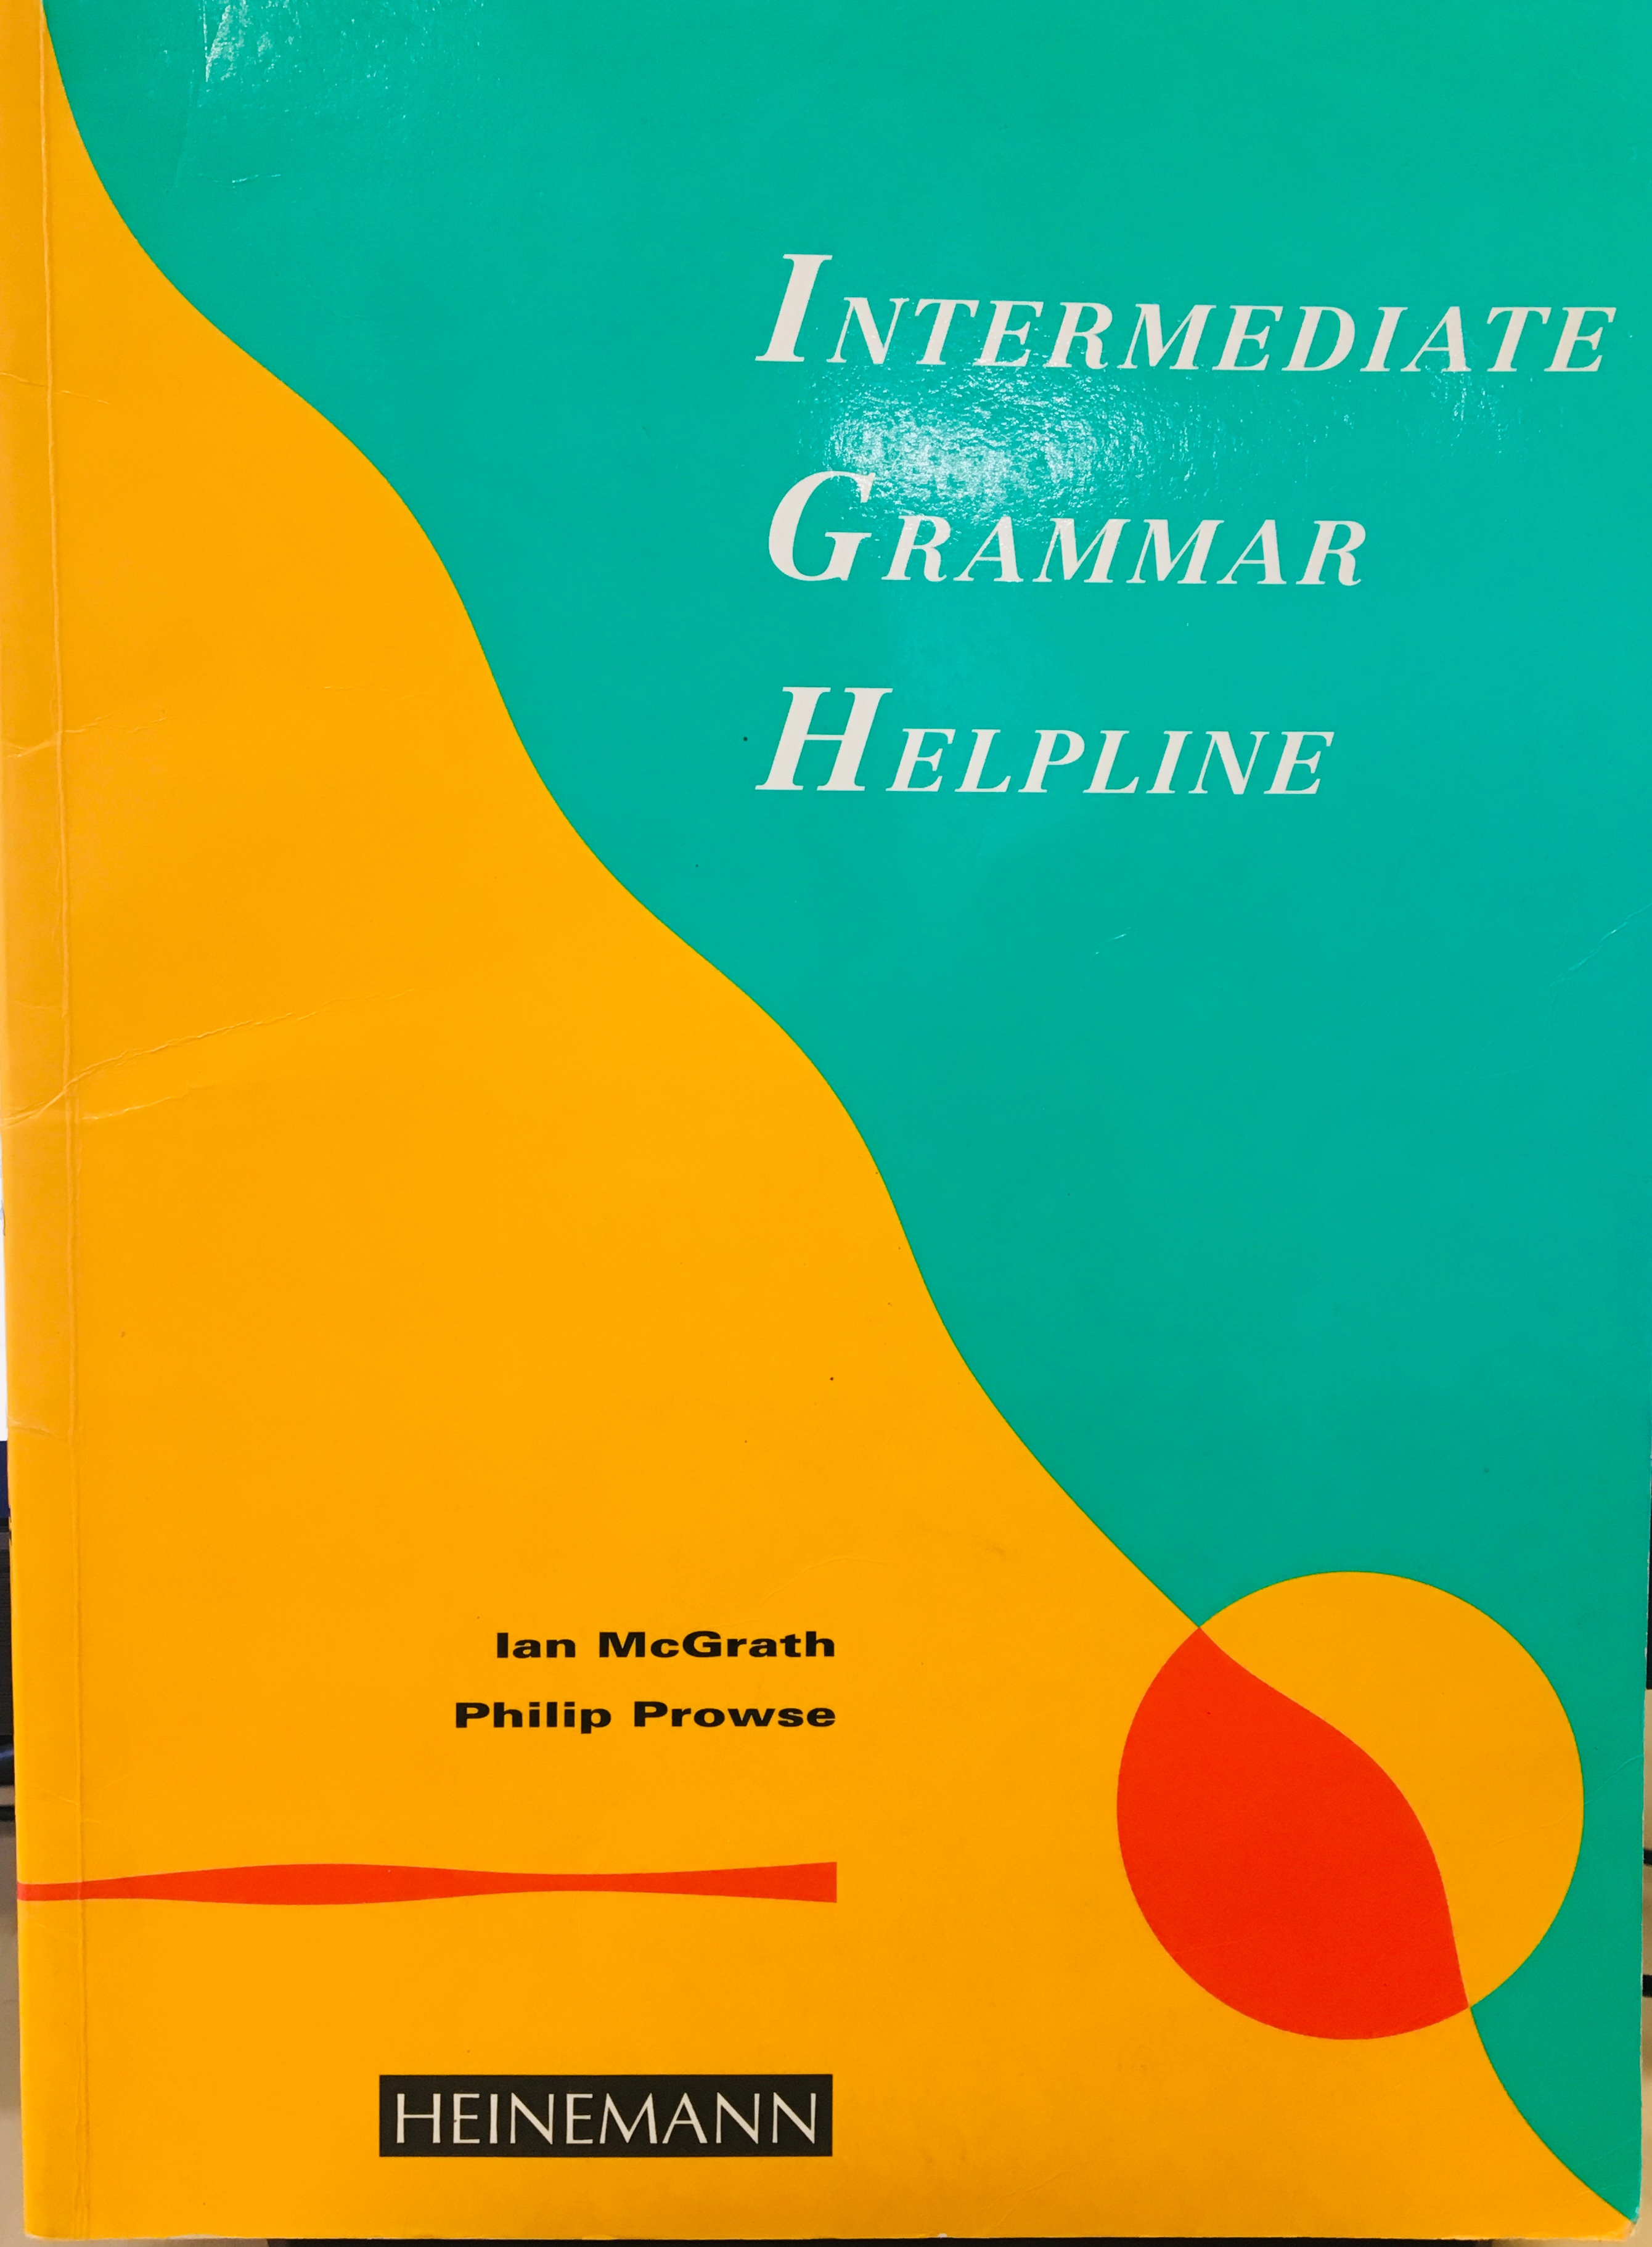 INTERMEDIATE
GRAMMAR
HELPLINE
Ian McGrath
Philip Prowse
HEINEMANN